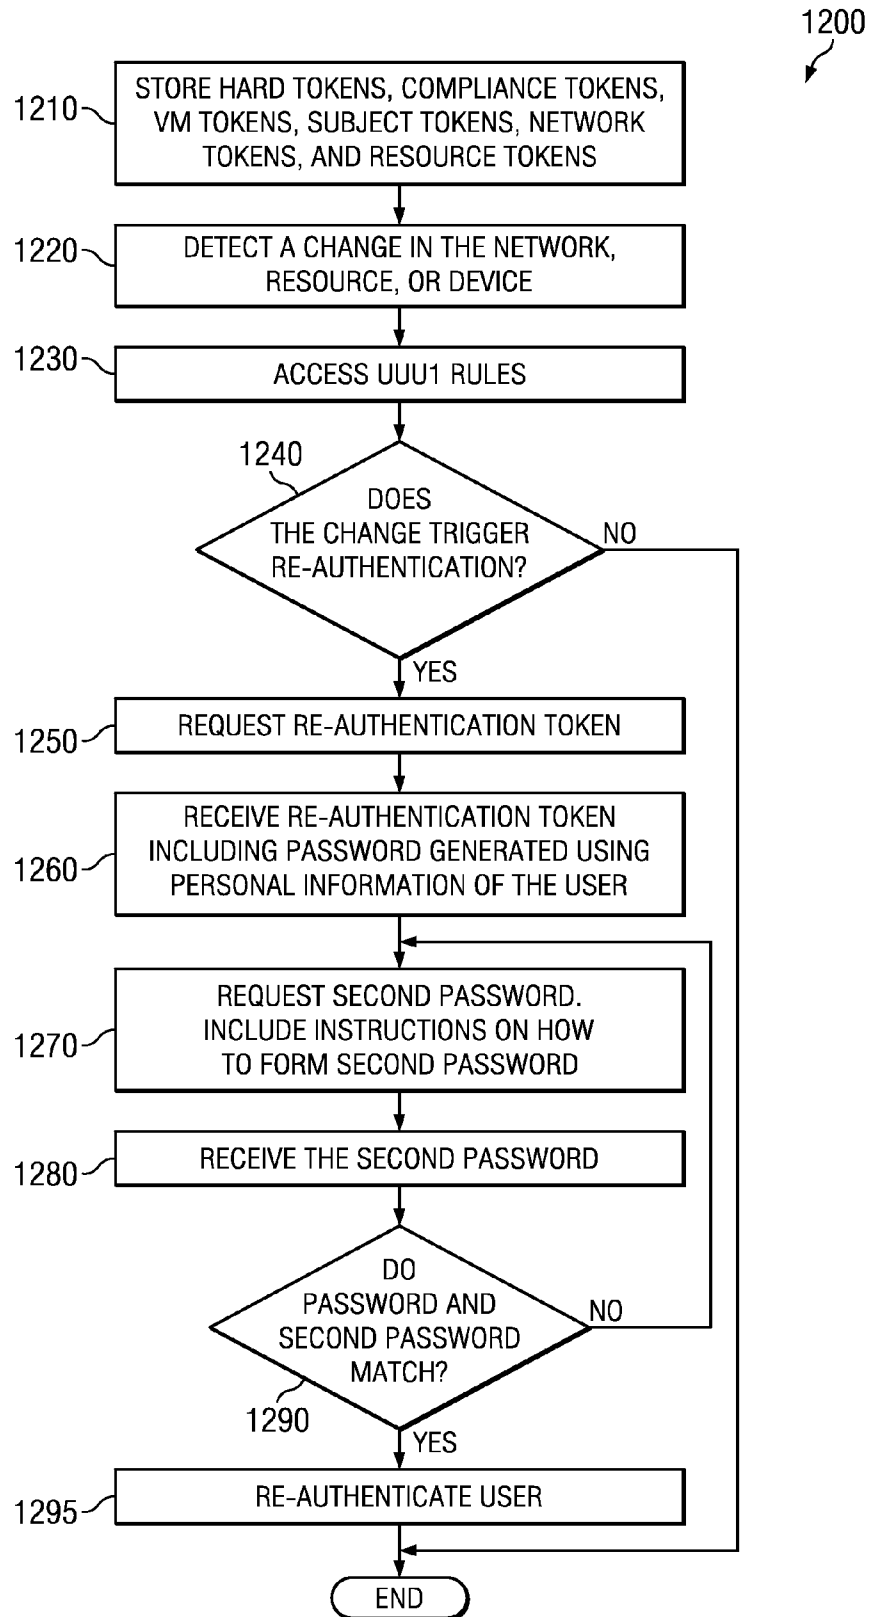 1200
1210
STORE HARD TOKENS, COMPLIANCE TOKENS,
VM TOKENS, SUBJECT TOKENS, NETWORK
TOKENS, AND RESOURCE TOKENS
1220
DETECT A CHANGE IN THE NETWORK,
RESOURCE, OR DEVICE
1230
ACCESS UUU1 RULES
1240
DOES
THE CHANGE TRIGGER
RE-AUTHENTICATION?
NO
YES
1250
REQUEST RE-AUTHENTICATION TOKEN
1260
RECEIVE RE-AUTHENTICATION TOKEN
INCLUDING PASSWORD GENERATED USING
PERSONAL INFORMATION OF THE USER
1270
REQUEST SECOND PASSWORD.
INCLUDE INSTRUCTIONS ON HOW
TO FORM SECOND PASSWORD
1280
RECEIVE THE SECOND PASSWORD
DO
PASSWORD AND
SECOND PASSWORD
MATCH?
NO
1290
YES
1295
RE-AUTHENTICATE USER
END